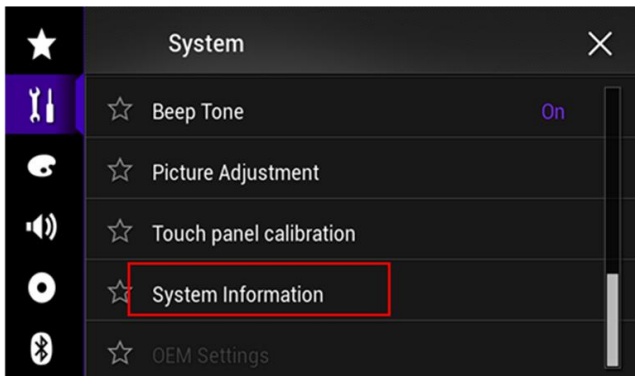 System
Beep Tone On
Picture Adjustment
Touch panel calibration
System Information
OEM Settings